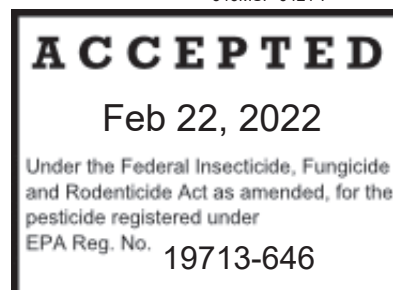 ACCEPTED
Feb 22, 2022
Under the Federal Insecticide, Fungicide
and Rodenticide Act as amended, for the
pesticide registered under
EPA Reg. No. 19713-646